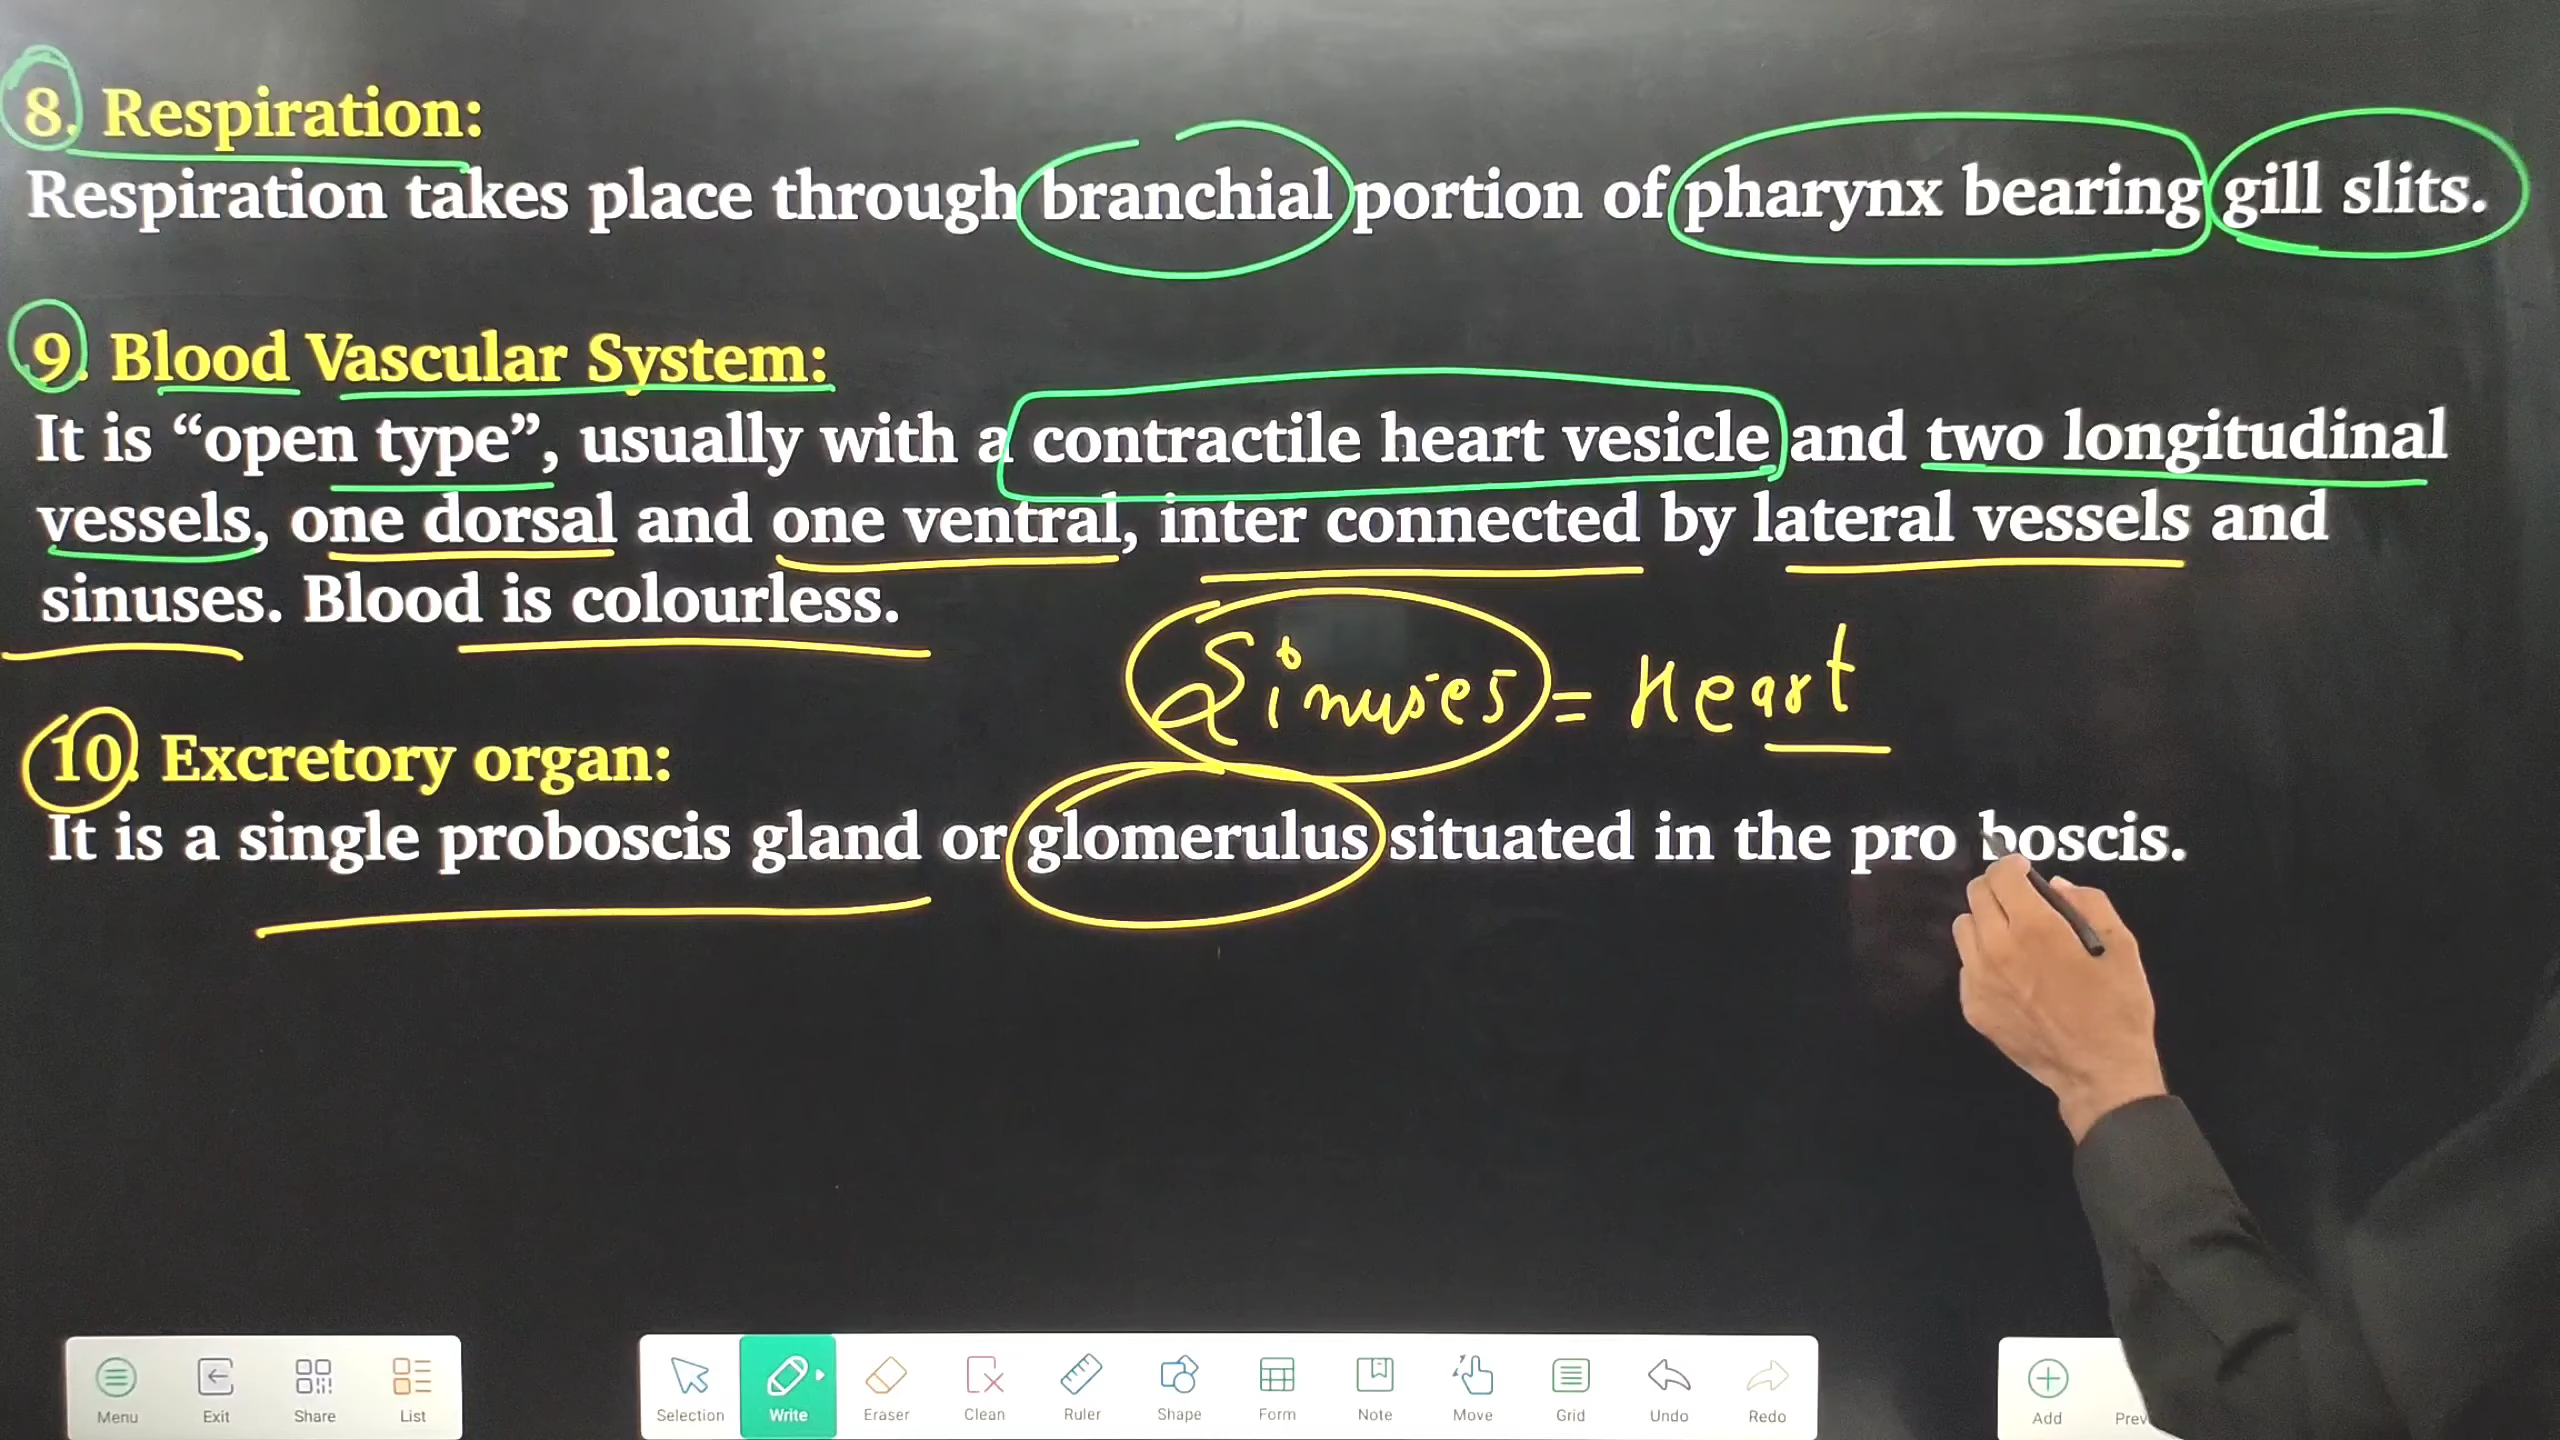 8. Respiration:
Respiration takes place through branchial portion of pharynx bearing gill slits.
9. Blood Vascular System:
It is “open type”, usually with a contractile heart vesicle and two longitudinal
vessels, one dorsal and one ventral, inter connected by lateral vessels and
sinuses. Blood is colourless.
Sinuses = Heart
10. Excretory organ:
It is a single proboscis gland or glomerulus situated in the pro boscis.
Menu Exit Share List Selection Write Eraser Clean Ruler Shape Form Note Move Grid Undo Redo Add